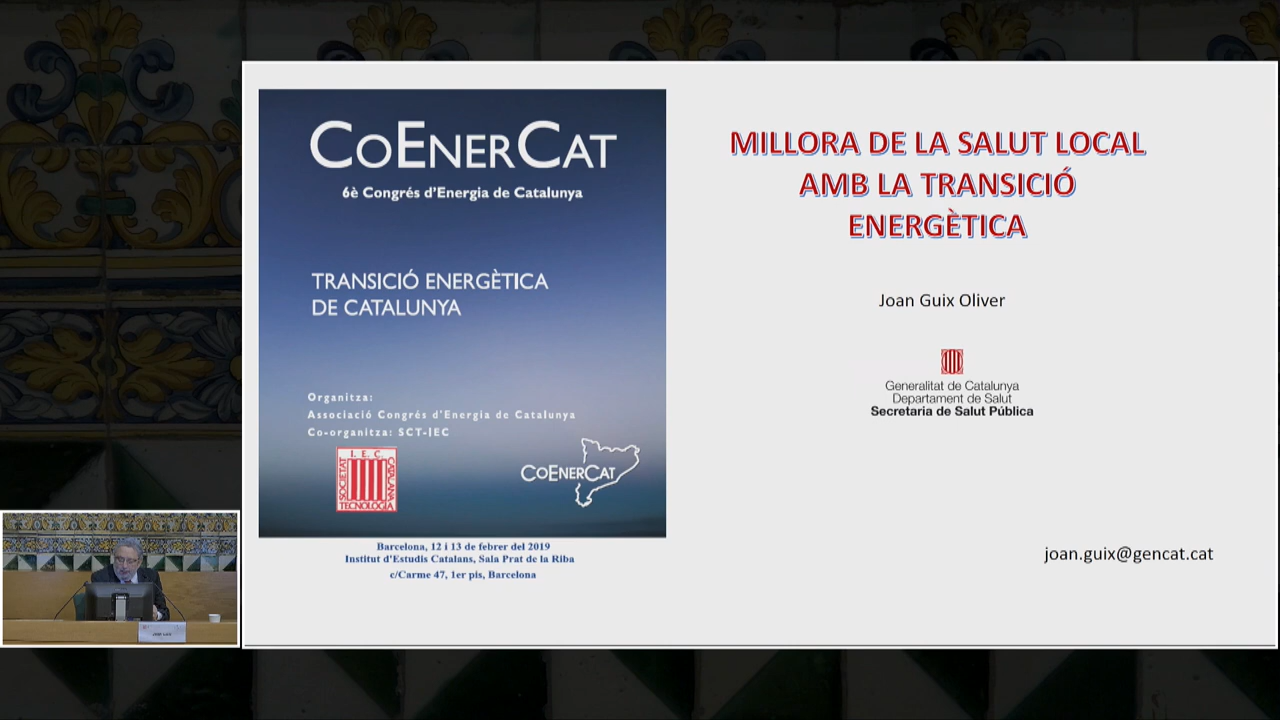 CoEnerCat
6è Congrés d'Energia de Catalunya
TRANSICIÓ ENERGÈTICA
DE CATALUNYA
Organitza:
Associació Congrés d'Energia de Catalunya
Co-organitza: SCT-IEC
I. E. C.
SOCIETAT
CATALANA
TECNOLOGIA
CoEnerCat
Barcelona, 12 i 13 de febrer del 2019
Institut d'Estudis Catalans, Sala Prat de la Riba
c/Carme 47, 1er pis, Barcelona
MILLORA DE LA SALUT LOCAL
AMB LA TRANSICIÓ
ENERGÈTICA
Joan Guix Oliver
Generalitat de Catalunya
Departament de Salut
Secretaria de Salut Pública
joan.guix@gencat.cat